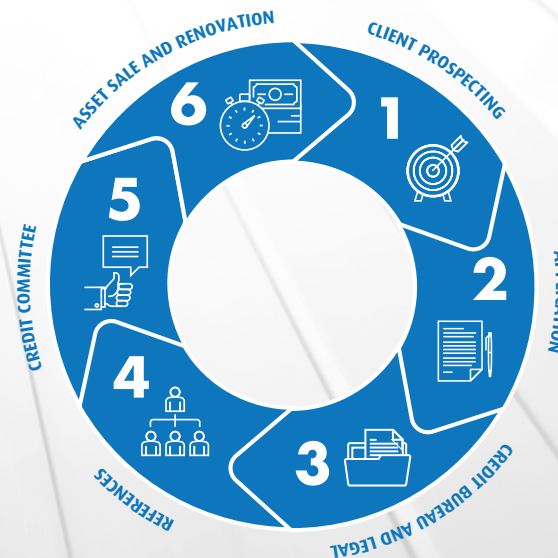 CLIENT PROSPECTING
1
2
CREDIT BUREAU AND LEGAL
3
REFERENCES
4
CREDIT COMMITTEE
5
ASSET SALE AND RENOVATION
6